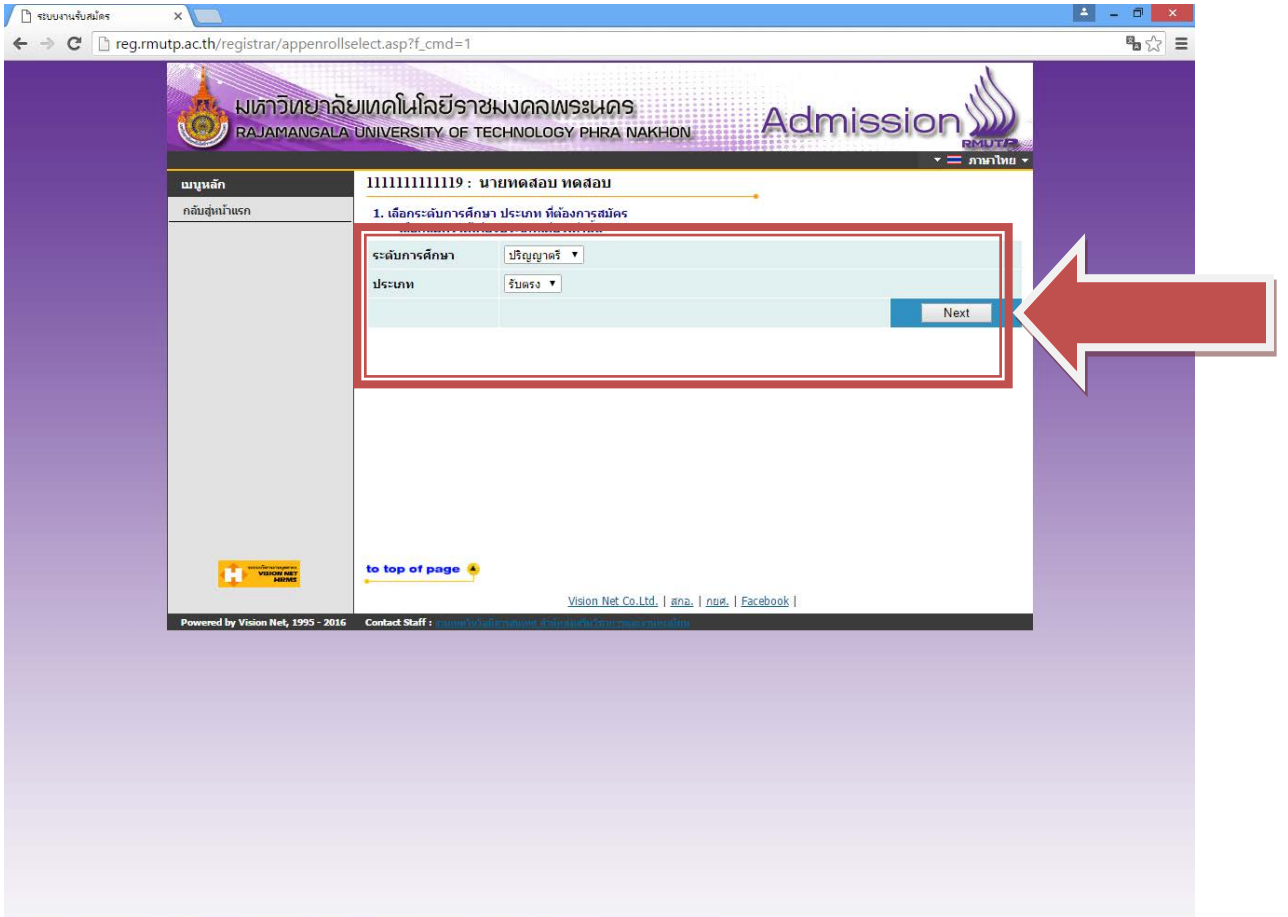 ระบบงานรับสมัคร
reg.rmutp.ac.th/registrar/appenrollselect.asp?f_cmd=1
มหาวิทยาลัยเทคโนโลยีราชมงคลพระนคร
RAJAMANGALA UNIVERSITY OF TECHNOLOGY PHRA NAKHON
Admission
RMUTP
ภาษาไทย
เมนูหลัก
กลับสู่หน้าแรก
1111111111119 : นายทดสอบ ทดสอบ
1. เลือกระดับการศึกษา ประเภท ที่ต้องการสมัคร
ระดับการศึกษา ปริญญาตรี
ประเภท รับตรง
Next
VISION NET
HRMS
to top of page
Vision Net Co.Ltd. | สกอ. | กยศ. | Facebook |
Powered by Vision Net, 1995 - 2016 Contact Staff :